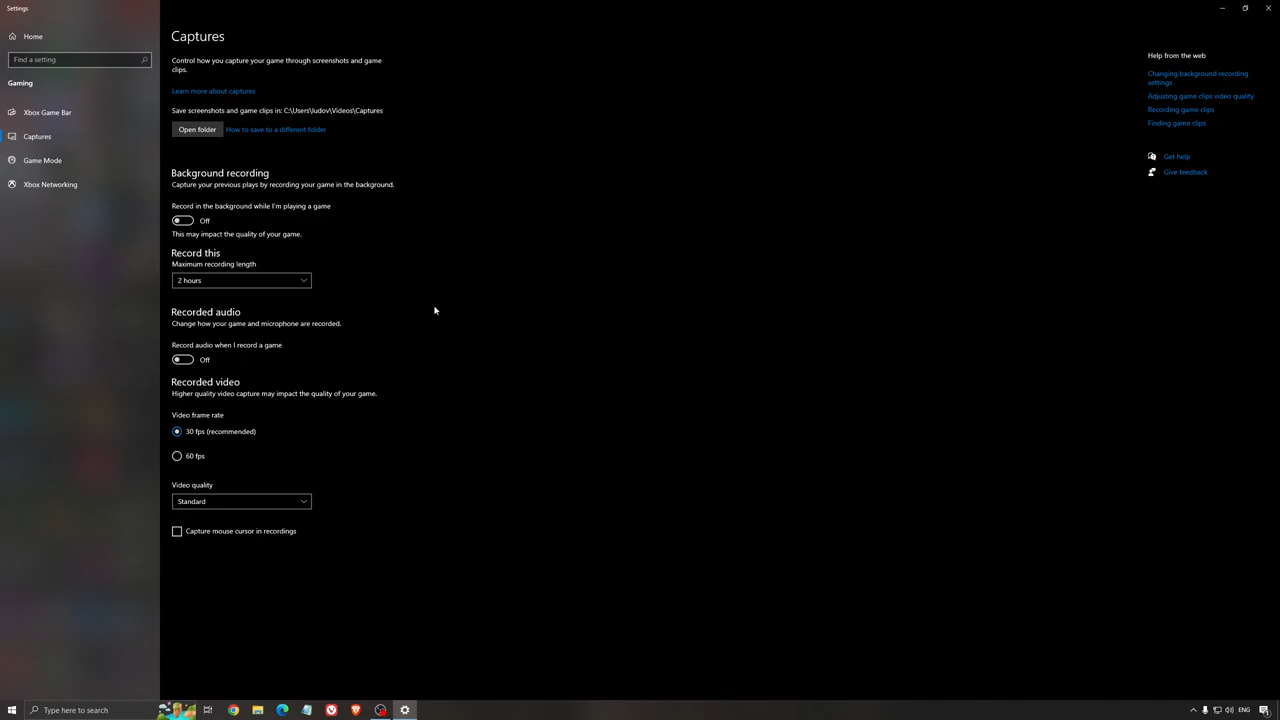 Settings
Home
Find a setting
Gaming
Xbox Game Bar
Captures
Game Mode
Xbox Networking
Captures
Control how you capture your game through screenshots and game
clips.
Learn more about captures
Save screenshots and game clips in: C:\Users\ludov\Videos\Captures
Open folder
How to save to a different folder
Background recording
Capture your previous plays by recording your game in the background.
Record in the background while I'm playing a game
Off
This may impact the quality of your game.
Record this
Maximum recording length
2 hours
Recorded audio
Change how your game and microphone are recorded.
Record audio when I record a game
Off
Recorded video
Higher quality video capture may impact the quality of your game.
Video frame rate
30 fps (recommended)
60 fps
Video quality
Standard
Capture mouse cursor in recordings
Help from the web
Changing background recording
settings
Adjusting game clips video quality
Recording game clips
Finding game clips
Get help
Give feedback
Type here to search
ENG